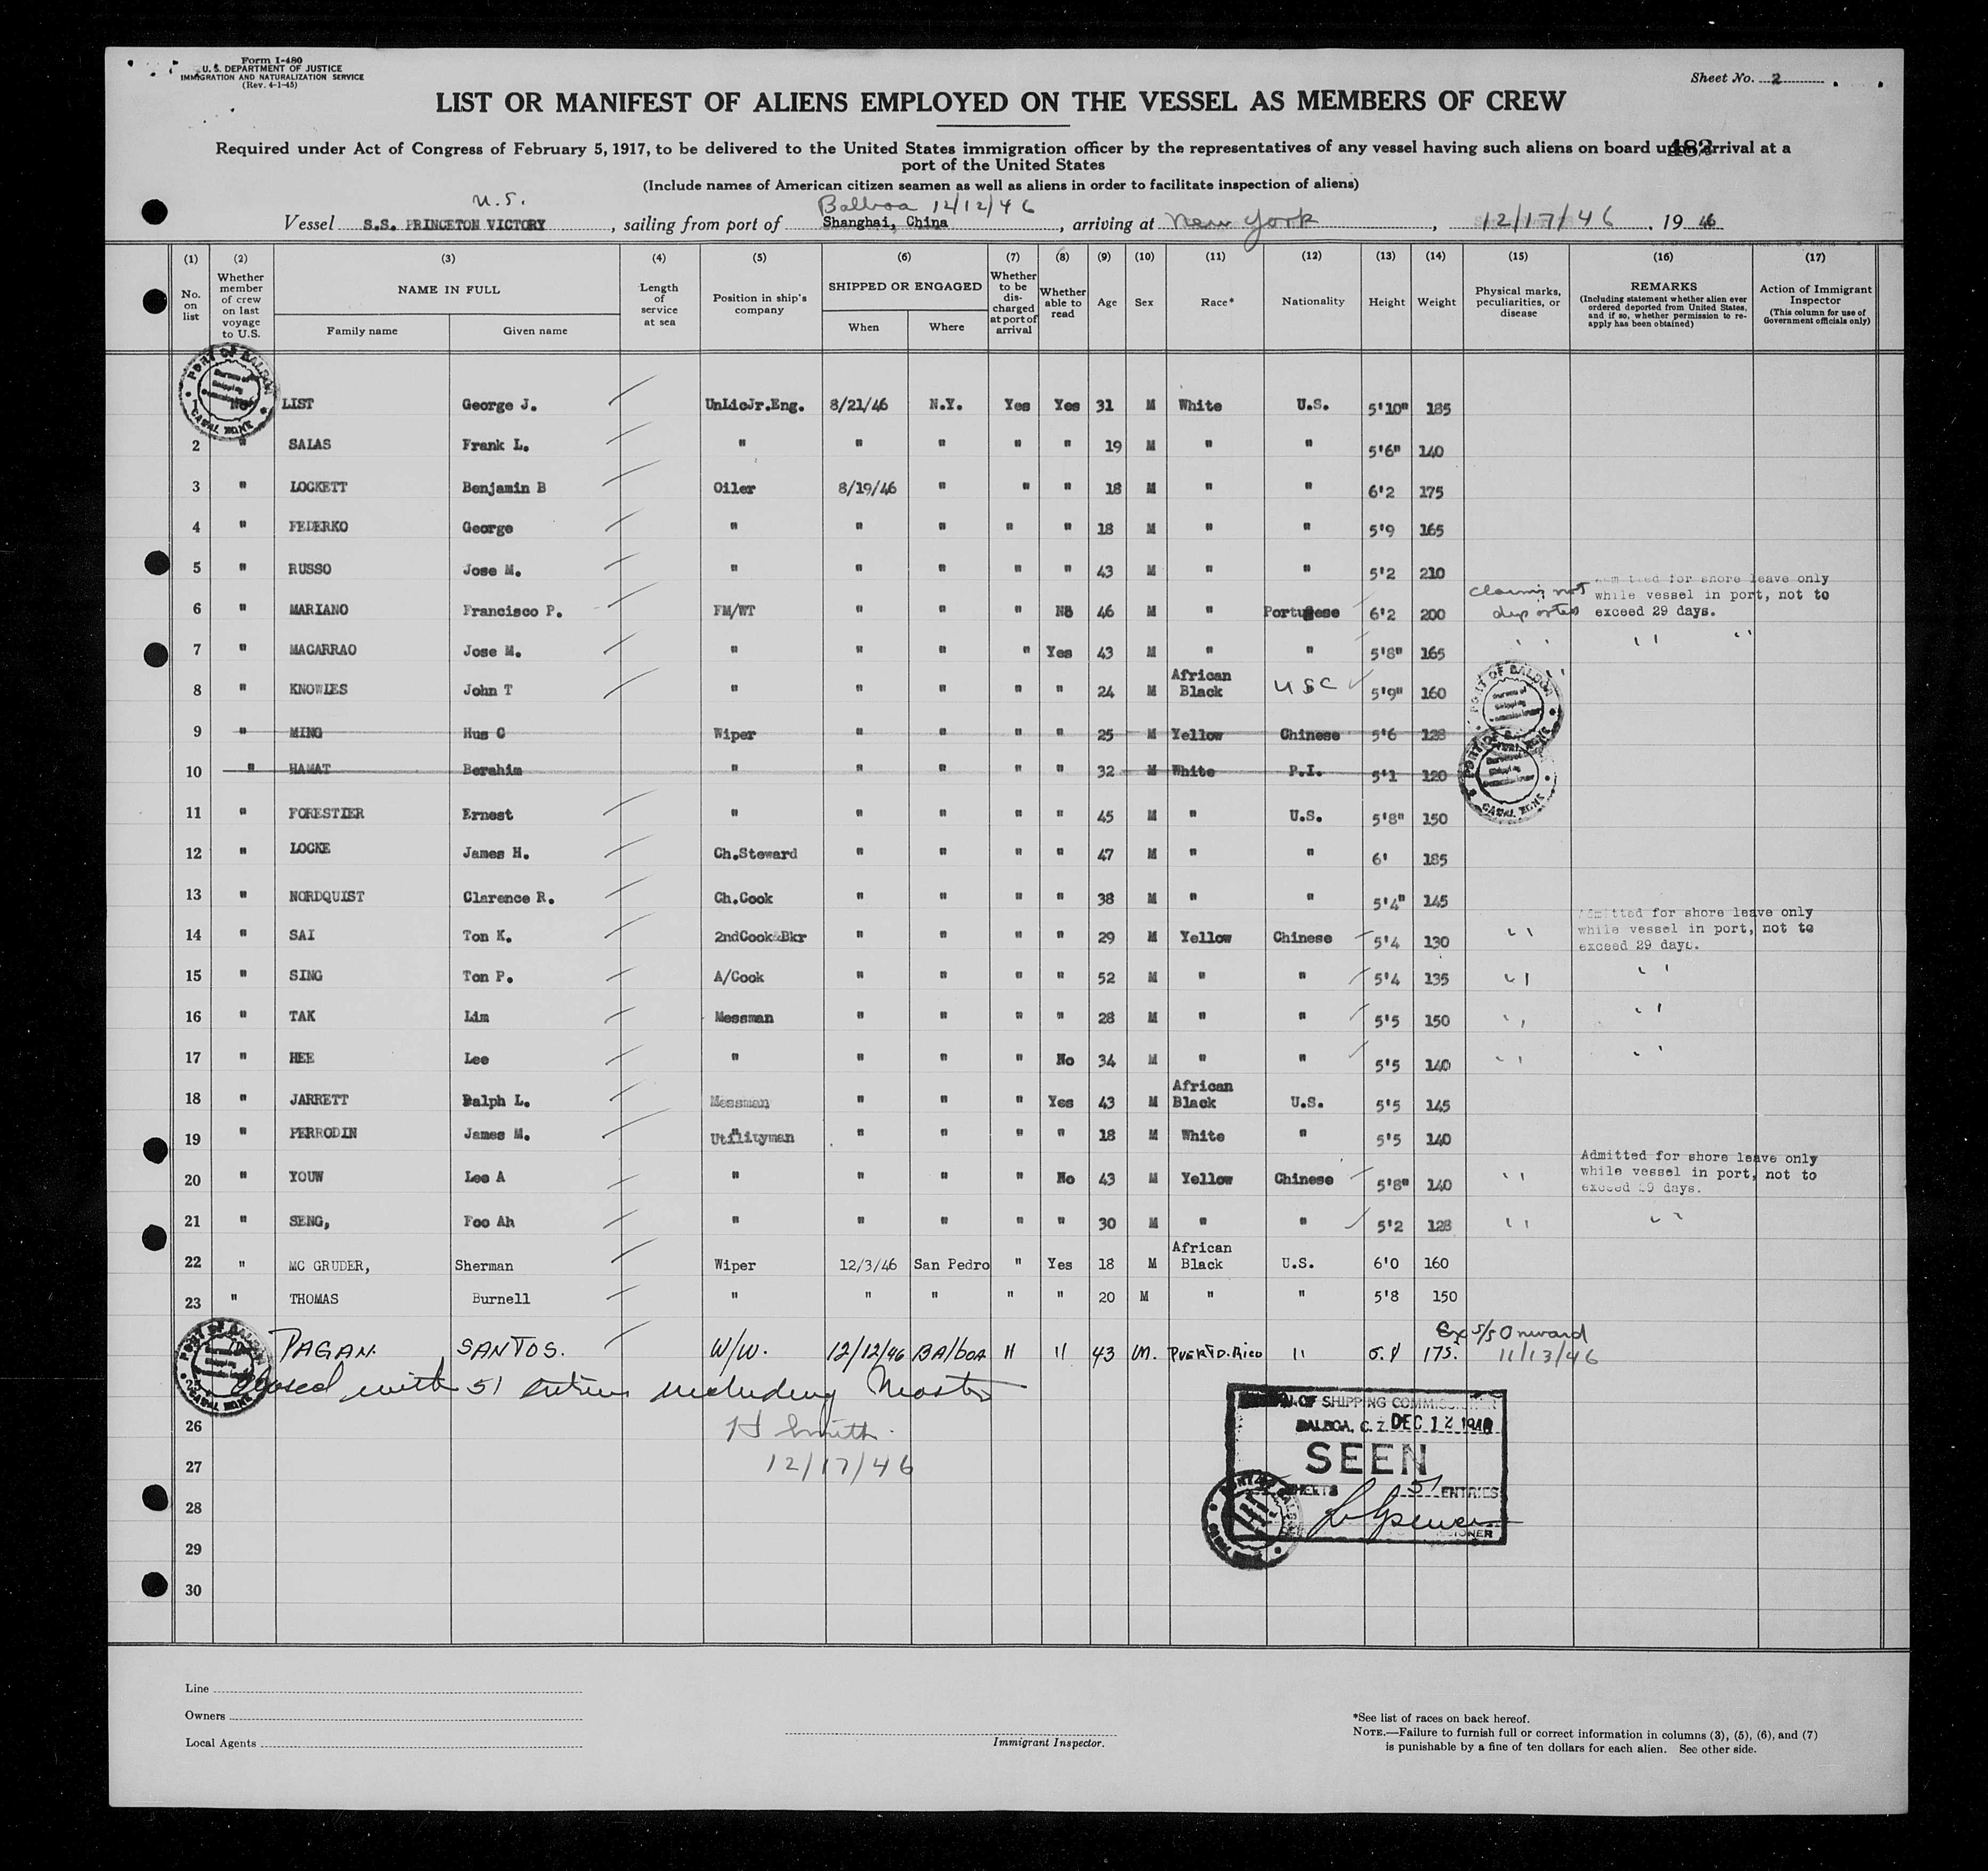 Form I-480
U. S. DEPARTMENT OF JUSTICE
IMMIGRATION AND NATURALIZATION SERVICE
(Rev. 4-1-45)
Sheet No. 2
LIST OR MANIFEST OF ALIENS EMPLOYED ON THE VESSEL AS MEMBERS OF CREW
Required under Act of Congress of February 5, 1917, to be delivered to the United States immigration officer by the representatives of any vessel having such aliens on board upon arrival at a
port of the United States
(Include names of American citizen seamen as well as aliens in order to facilitate inspection of aliens)
U.S. Balboa 12/12/46
Vessel S.S. PRINCETON VICTORY, sailing from port of Shanghai, China, arriving at New York, 12/17/46, 19 46
(1) (2) (3) (4) (5) (6) (7) (8) (9) (10) (11) (12) (13) (14) (15) (16) (17)
No. on list
Whether member of crew on last voyage to U.S.
NAME IN FULL
Family name Given name
Length of service at sea
Position in ship's company
SHIPPED OR ENGAGED
When Where
Whether to be discharged at port of arrival
Whether able to read
Age Sex Race* Nationality Height Weight
Physical marks, peculiarities, or disease
REMARKS
(Including statement whether alien ever ordered deported from United States, and if so, whether permission to reapply has been obtained)
Action of Immigrant Inspector
(This column for use of Government officials only)
1 No LIST George J. UnLicJr.Eng. 8/21/46 N.Y. Yes Yes 31 M White U.S. 5'10" 185
2 " SALAS Frank L. " " " " " 19 M " " 5'6" 140
3 " LOCKETT Benjamin B Oiler 8/19/46 " " " 18 M " " 6'2 175
4 " FEDERKO George " " " " " 18 M " " 5'9 165
5 " RUSSO Jose M. " " " " " 43 M " " 5'2 210
6 " MARIANO Francisco P. FM/WT " " " No 46 M " Portugese 6'2 200 claims not deported Admitted for shore leave only while vessel in port, not to exceed 29 days.
7 " MACARRAO Jose M. " " " " Yes 43 M " " 5'8" 165 " " "
8 " KNOWLES John T " " " " " 24 M African Black USC 5'9" 160
9 " MING Hus C Wiper " " " " 25 M Yellow Chinese 5'6 128
10 " HAMAT Berahim " " " " " 32 M White P.I. 5'1 120
11 " FORESTIER Ernest " " " " " 45 M " U.S. 5'8" 150
12 " LOCKE James H. Ch.Steward " " " " 47 M " " 6' 185
13 " NORDQUIST Clarence R. Ch.Cook " " " " 38 M " " 5'4" 145
14 " SAI Ton K. 2ndCook&Bkr " " " " 29 M Yellow Chinese 5'4 130 " Admitted for shore leave only while vessel in port, not to exceed 29 days.
15 " SING Ton P. A/Cook " " " " 52 M " " 5'4 135 " "
16 " TAK Lim Messman " " " " 28 M " " 5'5 150 " "
17 " HEE Lee " " " " No 34 M " " 5'5 140 " "
18 " JARRETT Ralph L. Messman " " " Yes 43 M African Black U.S. 5'5 145
19 " PERRODIN James M. Utilityman " " " " 18 M White " 5'5 140
20 " YOUW Lee A " " " " No 43 M Yellow Chinese 5'8" 140 " Admitted for shore leave only while vessel in port, not to exceed 29 days.
21 " SENG, Foo Ah " " " " " 30 M " " 5'2 128 " "
22 " MC GRUDER, Sherman Wiper 12/3/46 San Pedro " Yes 18 M African Black U.S. 6'0 160
23 " THOMAS Burnell " " " " " 20 M " " 5'8 150
PAGAN. SANTOS. W/W. 12/12/46 BAlboA " " 43 M. PUERTO.RICO " 175. Ex S/S Onward 11/13/46
Closed with 51 entries including Master
26 H Smith
27 12/17/46
28
29
30
PORT OF BALBOA
CANAL ZONE
OF SHIPPING COMMISSIONER
BALBOA, C. Z. DEC 12 1946
SEEN
SHEETS 51 ENTRIES
Line
Owners
Local Agents
Immigrant Inspector.
*See list of races on back hereof.
NOTE.—Failure to furnish full or correct information in columns (3), (5), (6), and (7)
is punishable by a fine of ten dollars for each alien. See other side.